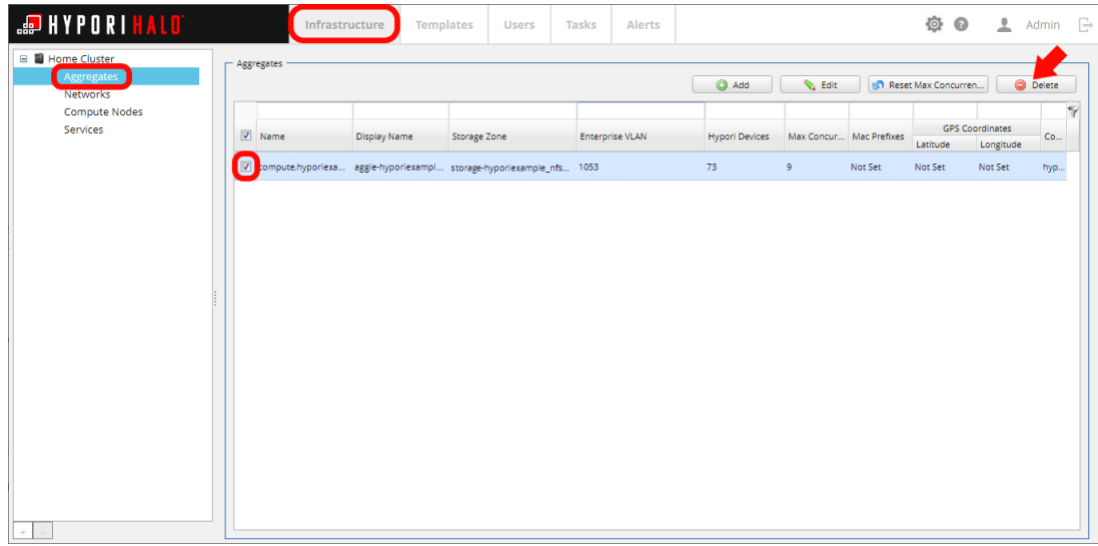 HYPORI HALO
Infrastructure Templates Users Tasks Alerts
Admin
Home Cluster
Aggregates
Networks
Compute Nodes
Services
Aggregates
Add Edit Reset Max Concurren... Delete
Name Display Name Storage Zone Enterprise VLAN Hypori Devices Max Concur... Mac Prefixes GPS Coordinates Latitude Longitude Co...
compute.hyporiexa... aggie-hyporiexampl... storage-hyporiexample_nfs... 1053 73 9 Not Set Not Set Not Set hyp...